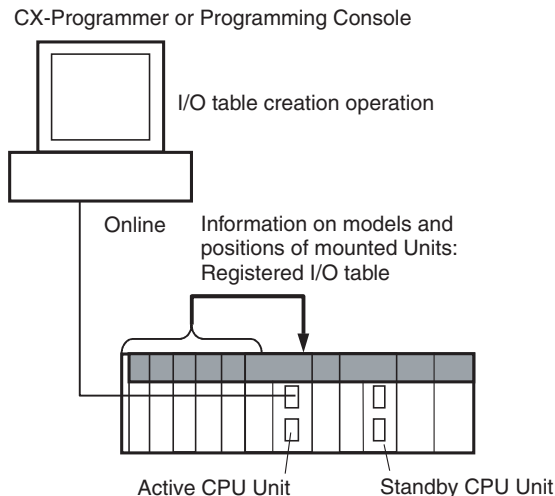 CX-Programmer or Programming Console
I/O table creation operation
Online
Information on models and
positions of mounted Units:
Registered I/O table
Active CPU Unit
Standby CPU Unit